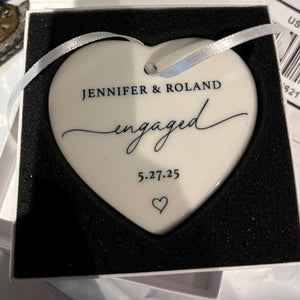 JENNIFER & ROLAND
engaged
5.27.25